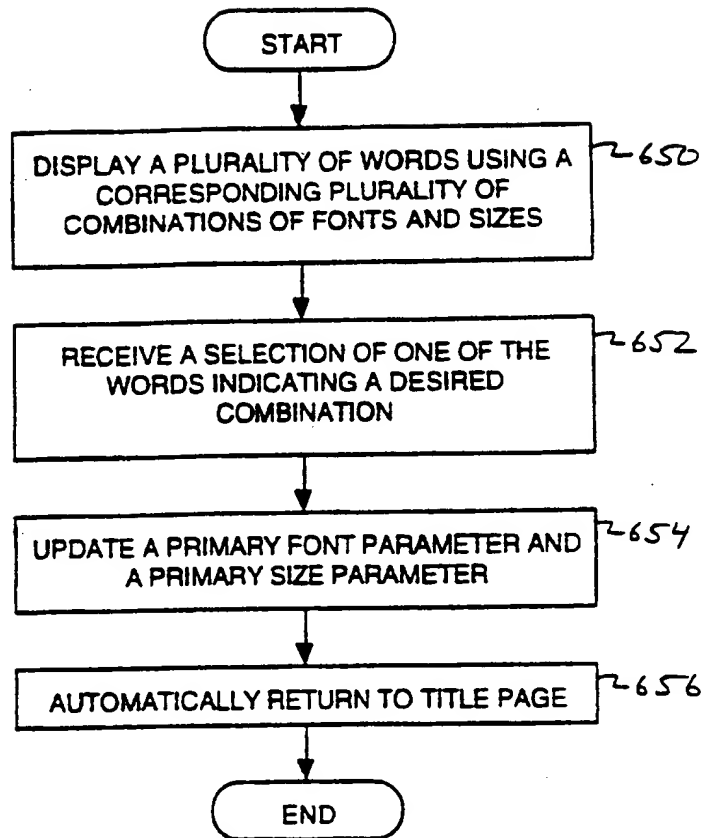 START
DISPLAY A PLURALITY OF WORDS USING A
CORRESPONDING PLURALITY OF
COMBINATIONS OF FONTS AND SIZES
650
RECEIVE A SELECTION OF ONE OF THE
WORDS INDICATING A DESIRED
COMBINATION
652
UPDATE A PRIMARY FONT PARAMETER AND
A PRIMARY SIZE PARAMETER
654
AUTOMATICALLY RETURN TO TITLE PAGE
656
END